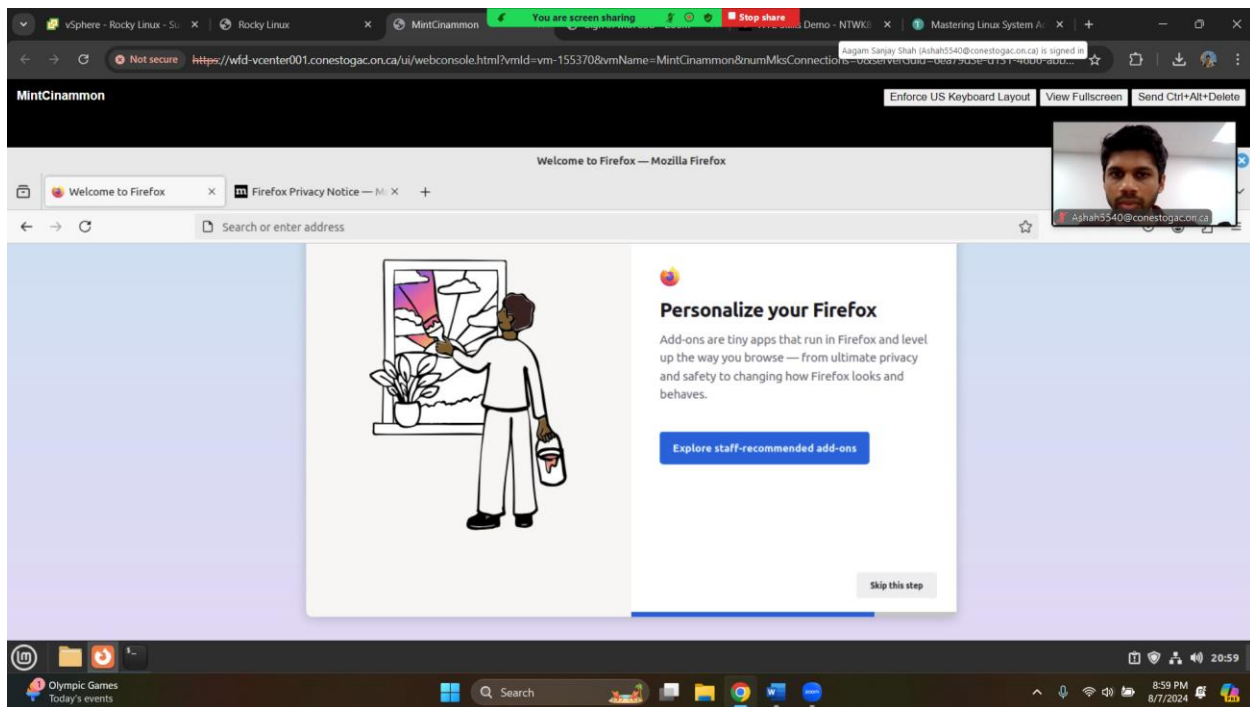 vSphere - Rocky Linux - Su
Rocky Linux
MintCinammon
You are screen sharing
Stop share
Demo - NTWK8
Mastering Linux System Ac
Not secure
https://wfd-vcenter001.conestogac.on.ca/ui/webconsole.html?vmId=vm-155370&vmName=MintCinammon&numMksConnections=0&serverGuid=
Aagam Sanjay Shah (Ashah5540@conestogac.on.ca) is signed in
MintCinammon
Enforce US Keyboard Layout
View Fullscreen
Send Ctrl+Alt+Delete
Welcome to Firefox — Mozilla Firefox
Welcome to Firefox
Firefox Privacy Notice — Mo
Search or enter address
Ashah5540@conestogac.on.ca
Personalize your Firefox
Add-ons are tiny apps that run in Firefox and level
up the way you browse — from ultimate privacy
and safety to changing how Firefox looks and
behaves.
Explore staff-recommended add-ons
Skip this step
20:59
Olympic Games
Today's events
Search
8:59 PM
8/7/2024